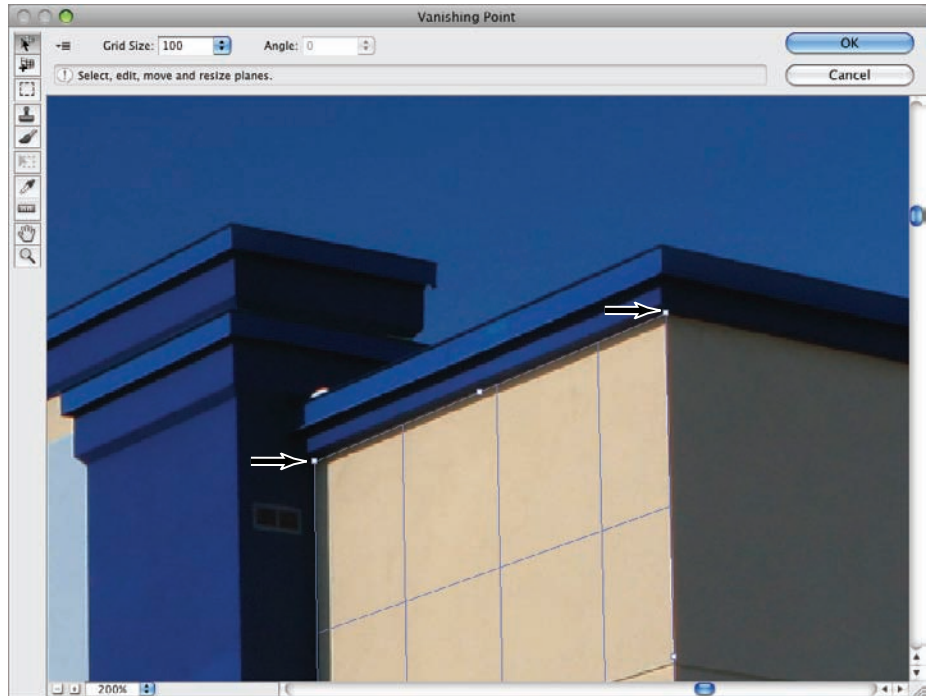 Vanishing Point
Grid Size: 100 Angle: 0
OK
Select, edit, move and resize planes.
Cancel
200%